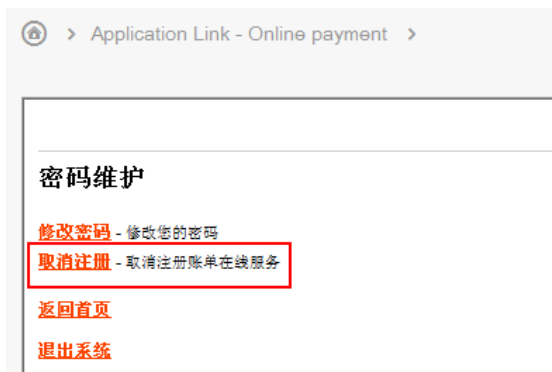 > Application Link - Online payment >
密码维护
修改密码 - 修改您的密码
取消注册 - 取消注册账单在线服务
返回首页
退出系统